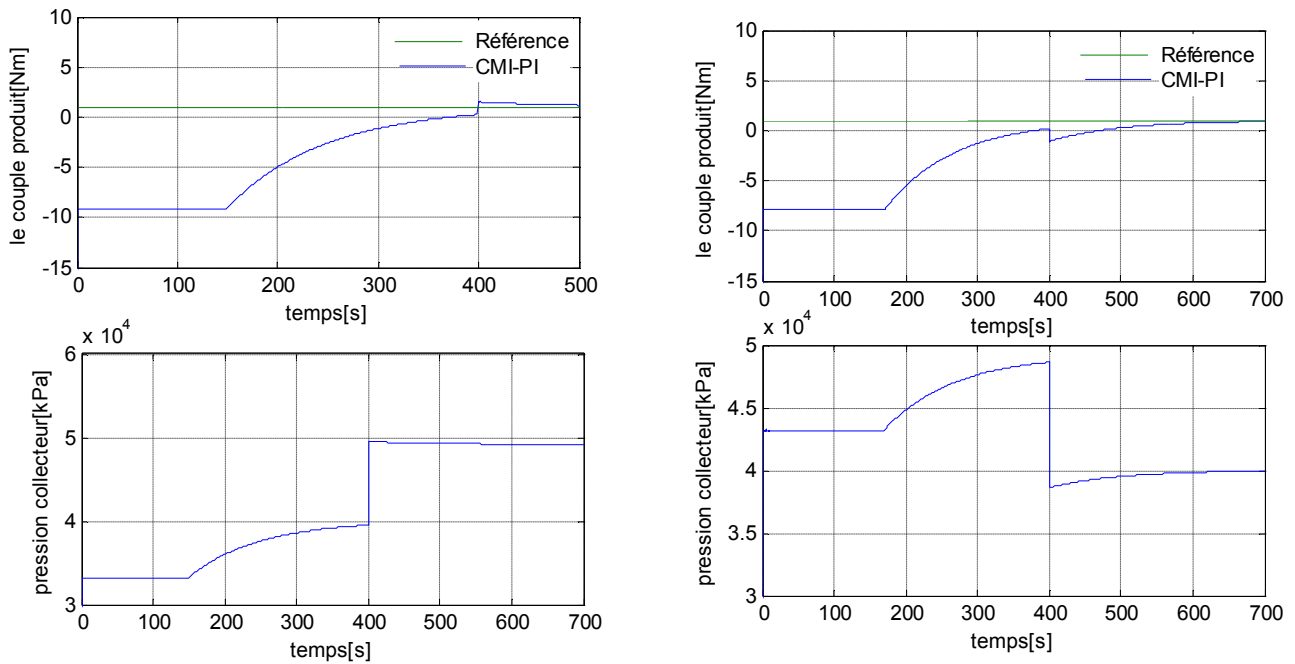 le couple produit[Nm]
10
5
0
-5
-10
-15
Référence
CMI-PI
0 100 200 300 400 500
temps[s]
le couple produit[Nm]
10
5
0
-5
-10
-15
Référence
CMI-PI
0 100 200 300 400 500 600 700
temps[s]
x 10^4
pression collecteur[kPa]
6
5
4
3
0 100 200 300 400 500 600 700
temps[s]
x 10^4
pression collecteur[kPa]
5
4.5
4
3.5
3
0 100 200 300 400 500 600 700
temps[s]